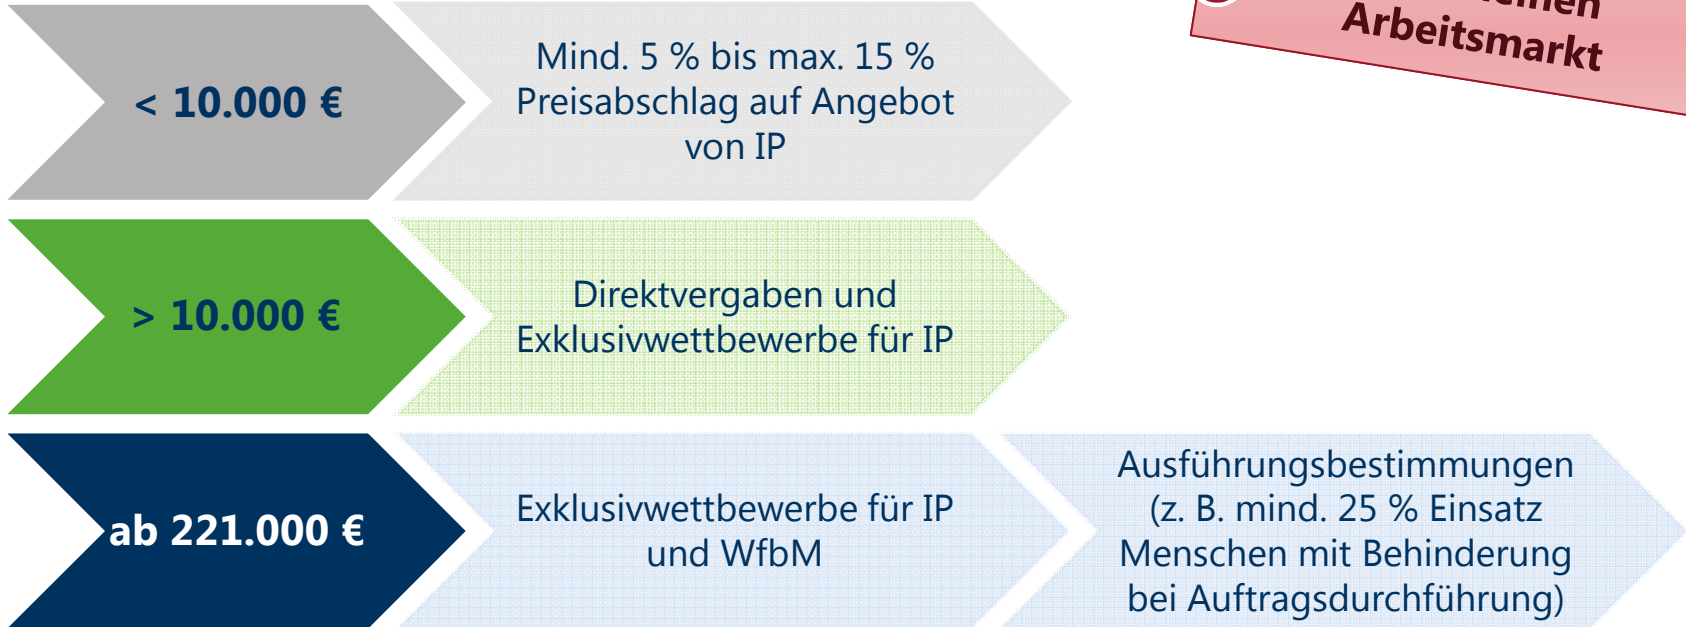 Arbeitsmarkt
< 10.000 €
Mind. 5 % bis max. 15 %
Preisabschlag auf Angebot
von IP
> 10.000 €
Direktvergaben und
Exklusivwettbewerbe für IP
ab 221.000 €
Exklusivwettbewerbe für IP
und WfbM
Ausführungsbestimmungen
(z. B. mind. 25 % Einsatz
Menschen mit Behinderung
bei Auftragsdurchführung)